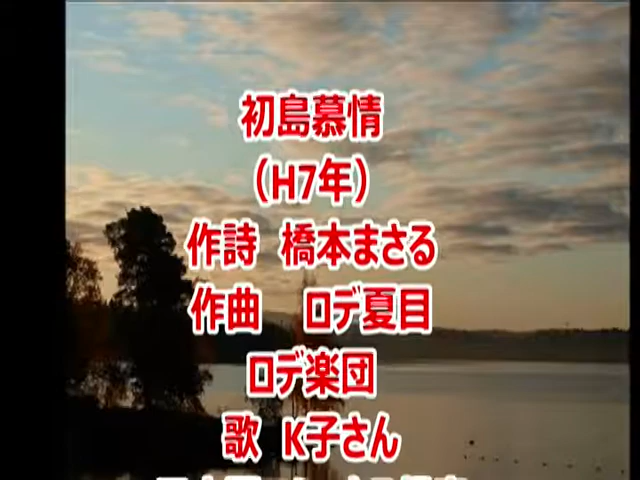 初島慕情
（H7年）
作詩 橋本まさる
作曲 ロデ夏目
ロデ楽団
歌 K子さん